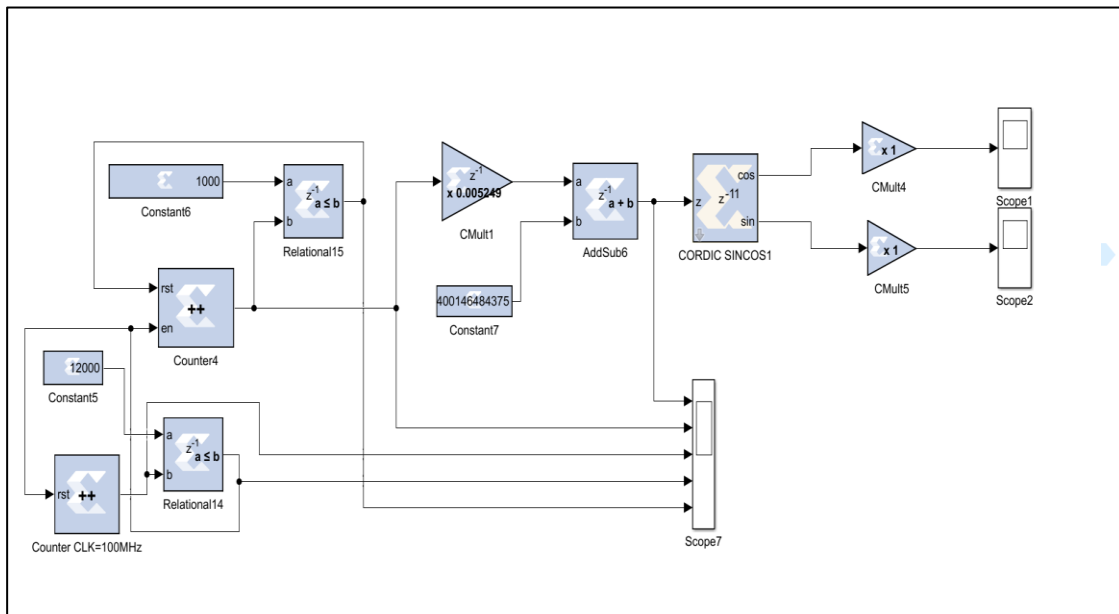 1000
Constant6
a
b
z⁻¹
a ≤ b
Relational15
z⁻¹
x 0.005249
CMult1
a
b
z⁻¹
a + b
AddSub6
400146484375
Constant7
z
z⁻¹¹
cos
sin
CORDIC SINCOS1
x 1
CMult4
x 1
CMult5
Scope1
Scope2
rst
en
++
Counter4
12000
Constant5
a
b
z⁻¹
a ≤ b
Relational14
rst
++
Counter CLK=100MHz
Scope7